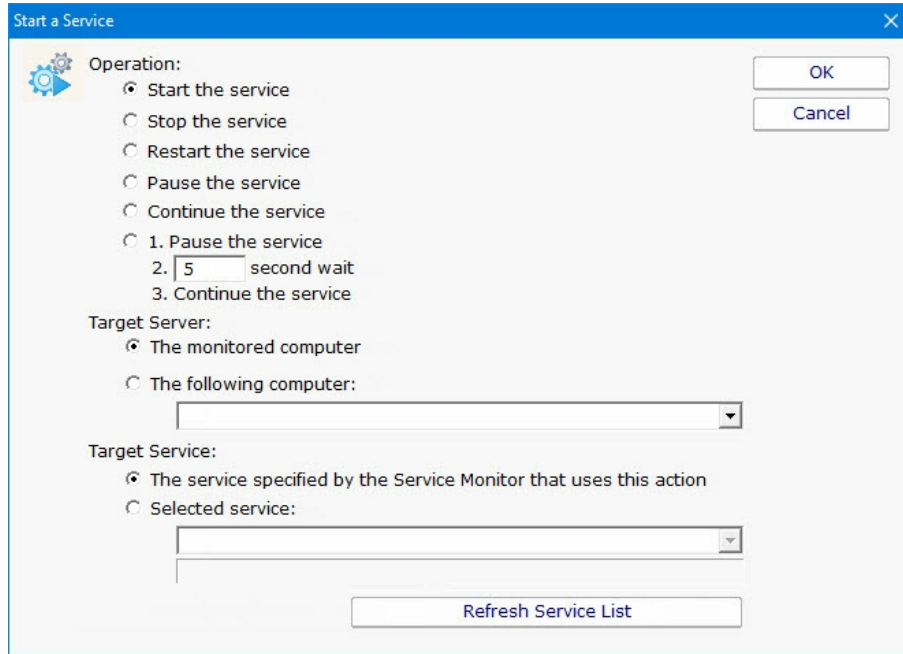 Start a Service
Operation:
OK
Start the service
Cancel
Stop the service
Restart the service
Pause the service
Continue the service
1. Pause the service
2. 5 second wait
3. Continue the service
Target Server:
The monitored computer
The following computer:
Target Service:
The service specified by the Service Monitor that uses this action
Selected service:
Refresh Service List